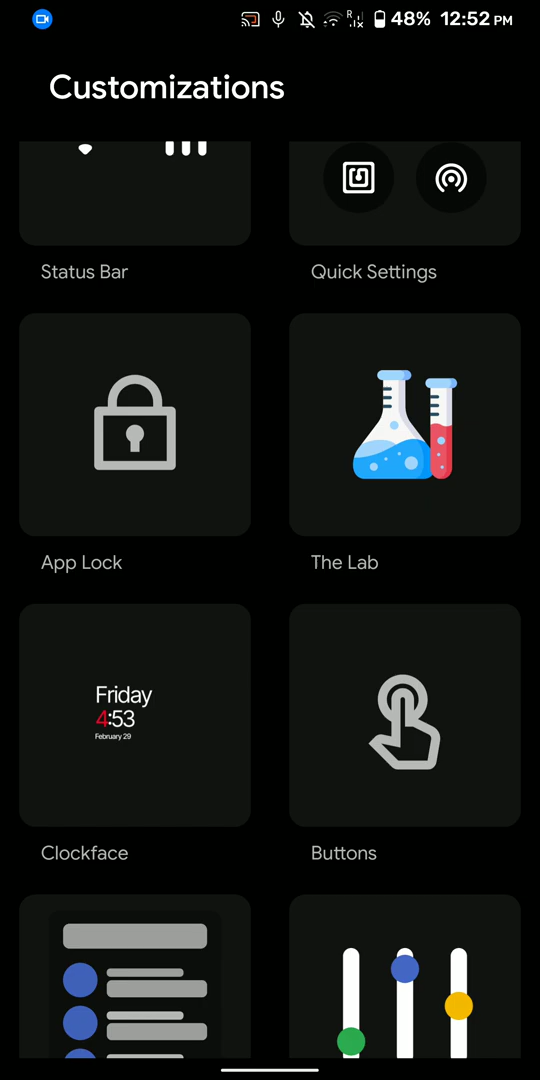 R 48% 12:52 PM
Customizations
Status Bar
Quick Settings
App Lock
The Lab
Friday
4:53
February 29
Clockface
Buttons